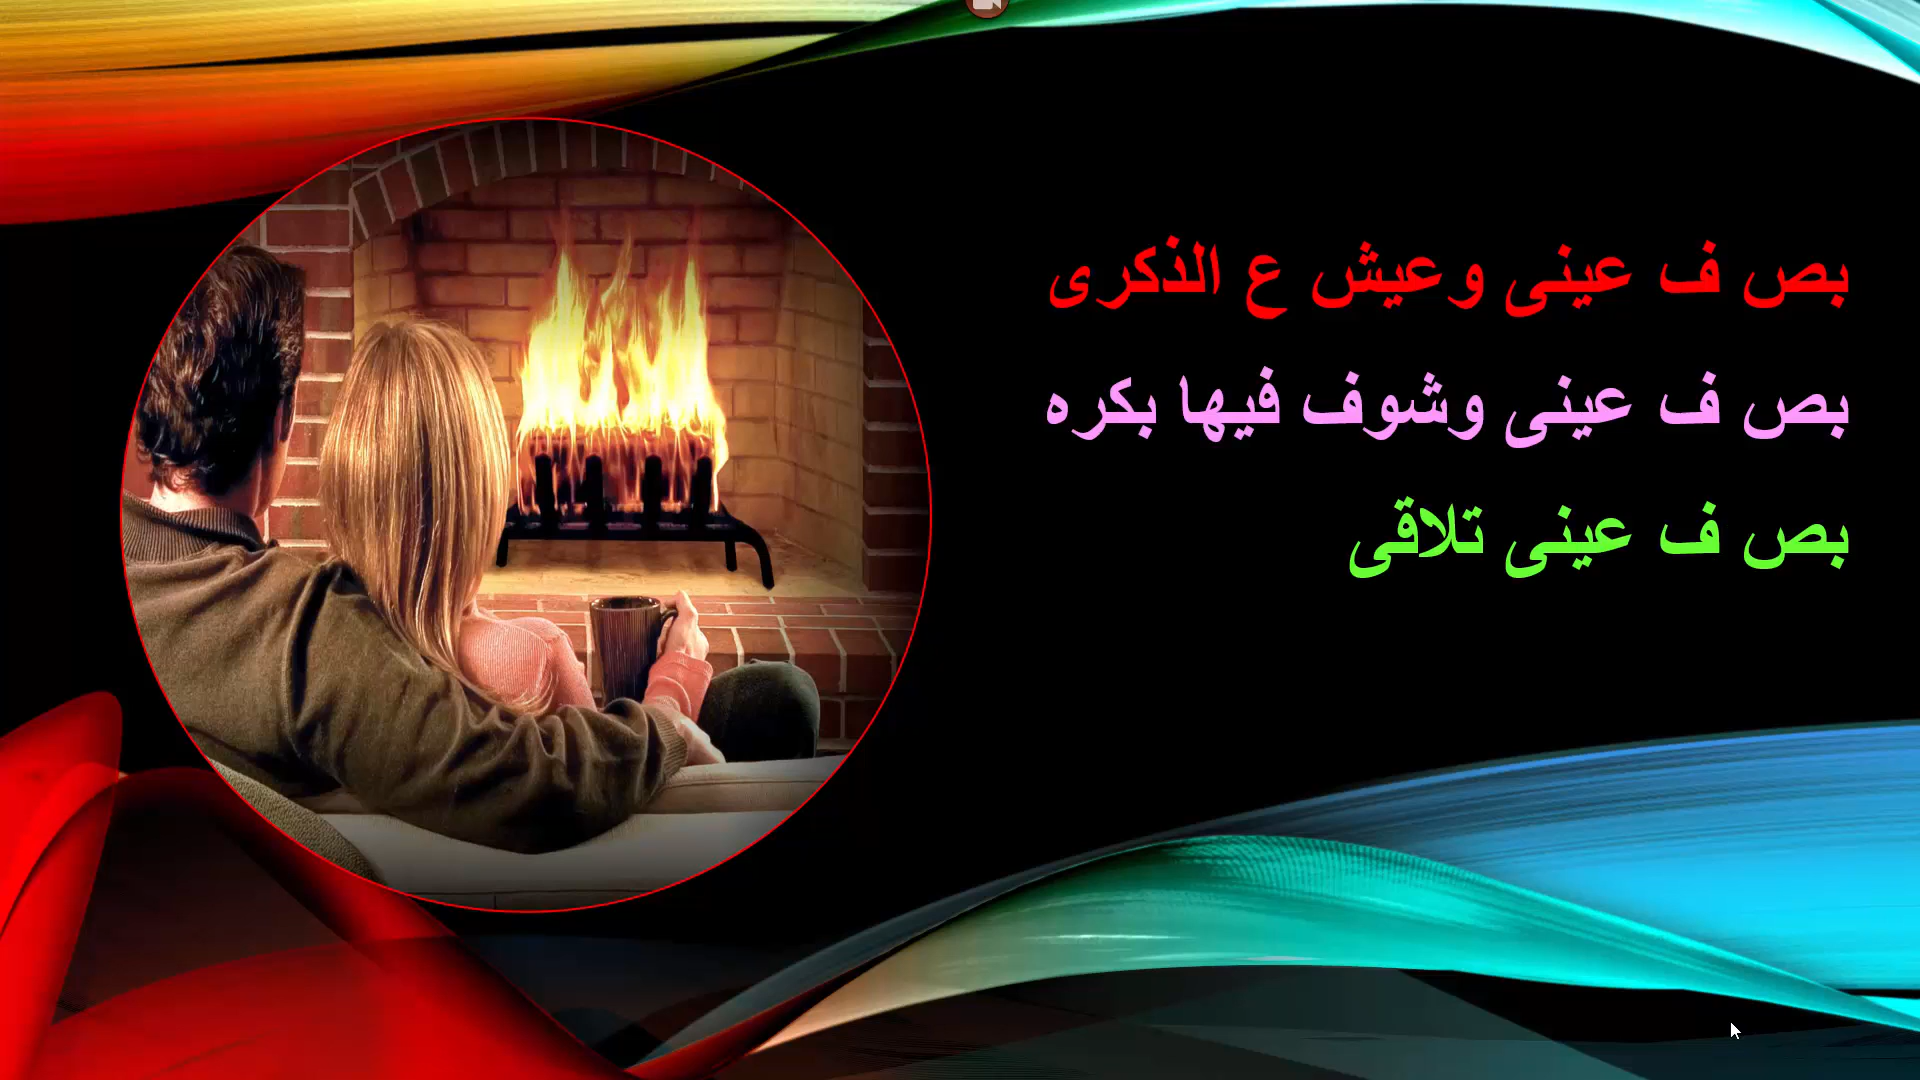 بص ف عينى وعيش ع الذكرى
بص ف عينى وشوف فيها بكره
بص ف عينى تلاقى